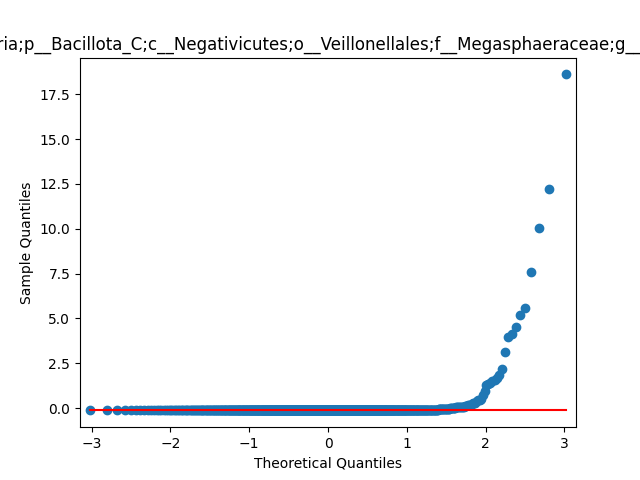 ria;p__Bacillota_C;c__Negativicutes;o__Veillonellales;f__Megasphaeraceae;g__
17.5
15.0
12.5
10.0
7.5
5.0
2.5
0.0
Sample Quantiles
−3 −2 −1 0 1 2 3
Theoretical Quantiles